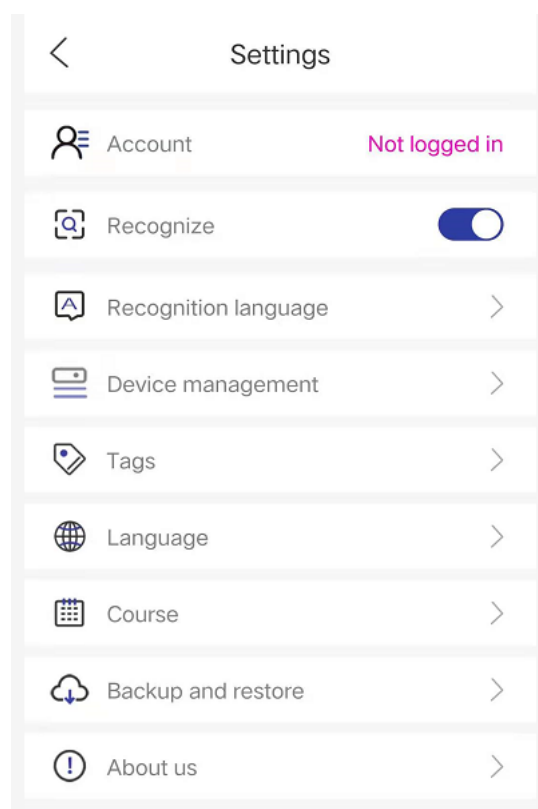 Settings
Account Not logged in
Recognize
Recognition language
Device management
Tags
Language
Course
Backup and restore
About us